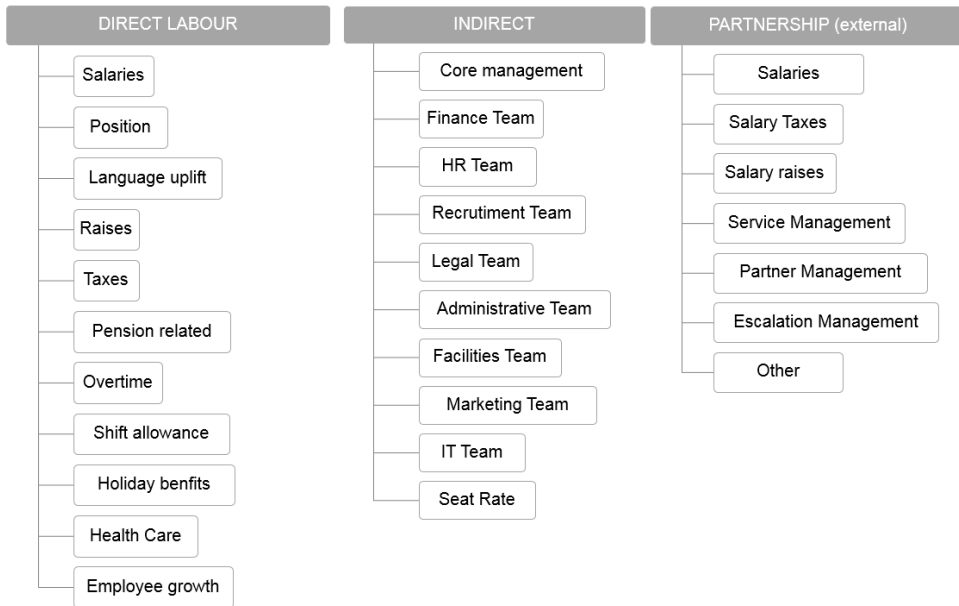 DIRECT LABOUR
Salaries
Position
Language uplift
Raises
Taxes
Pension related
Overtime
Shift allowance
Holiday benfits
Health Care
Employee growth
INDIRECT
Core management
Finance Team
HR Team
Recrutiment Team
Legal Team
Administrative Team
Facilities Team
Marketing Team
IT Team
Seat Rate
PARTNERSHIP (external)
Salaries
Salary Taxes
Salary raises
Service Management
Partner Management
Escalation Management
Other